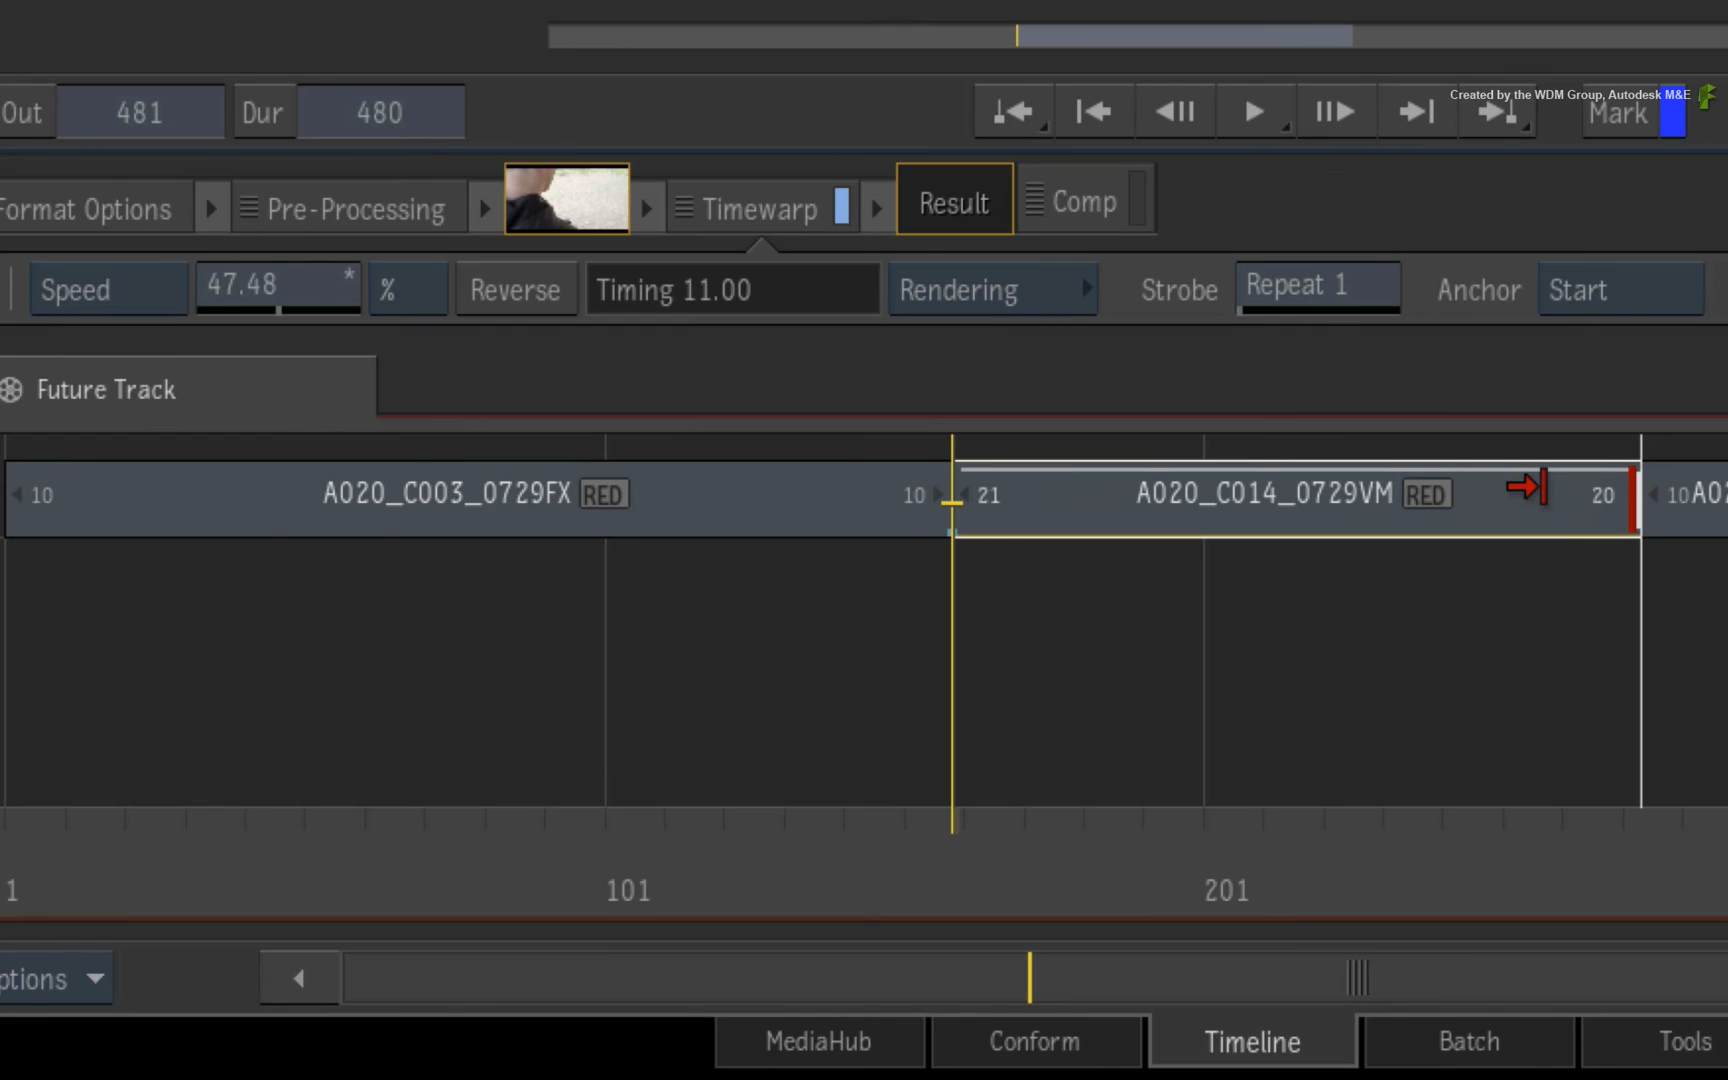 Out 481 Dur 480
Created by the WDM Group, Autodesk M&E
Mark
Format Options Pre-Processing Timewarp Result Comp
Speed 47.48 * % Reverse Timing 11.00 Rendering Strobe Repeat 1 Anchor Start
Future Track
10 A020_C003_0729FX RED 10 21 A020_C014_0729VM RED 20 10 A02
1 101 201
ptions
MediaHub Conform Timeline Batch Tools